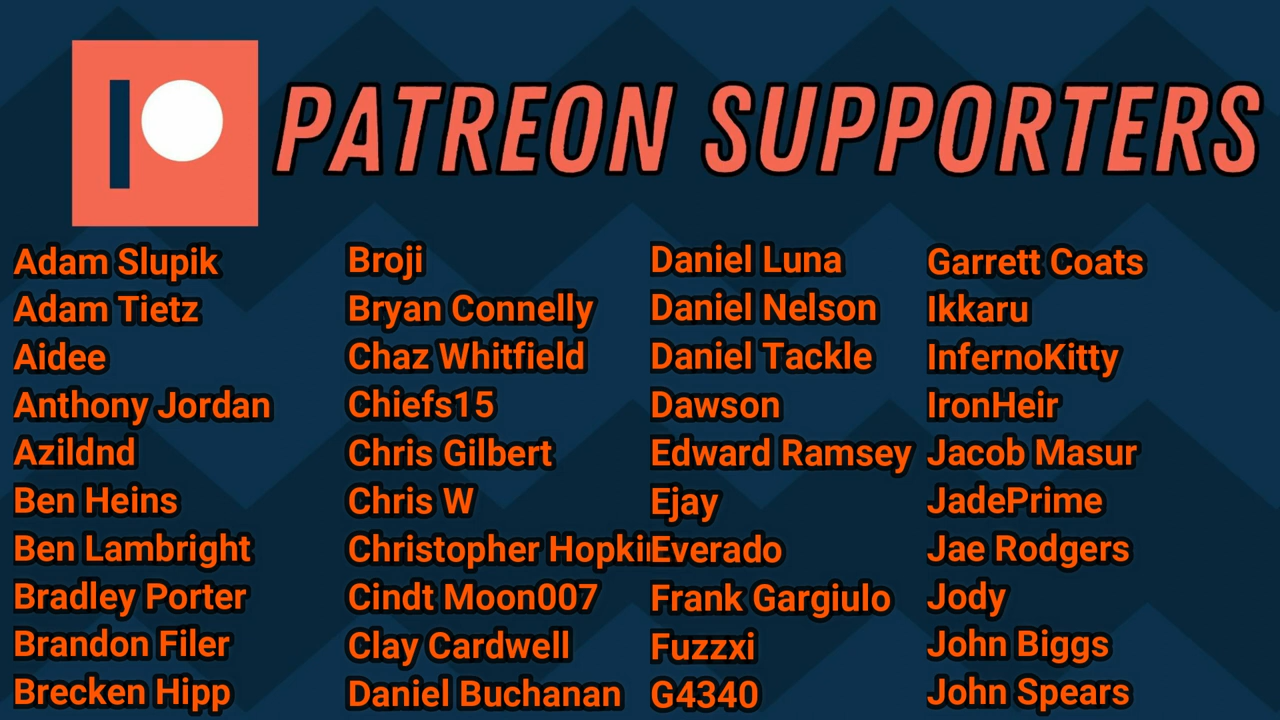 PATREON SUPPORTERS
Adam Slupik
Adam Tietz
Aidee
Anthony Jordan
Azildnd
Ben Heins
Ben Lambright
Bradley Porter
Brandon Filer
Brecken Hipp
Broji
Bryan Connelly
Chaz Whitfield
Chiefs15
Chris Gilbert
Chris W
Christopher
Cindt Moon007
Clay Cardwell
Daniel Buchanan
Daniel Luna
Daniel Nelson
Daniel Tackle
Dawson
Edward Ramsey
Ejay
Everado
Frank Gargiulo
Fuzzxi
G4340
Garrett Coats
Ikkaru
InfernoKitty
IronHeir
Jacob Masur
JadePrime
Jae Rodgers
Jody
John Biggs
John Spears